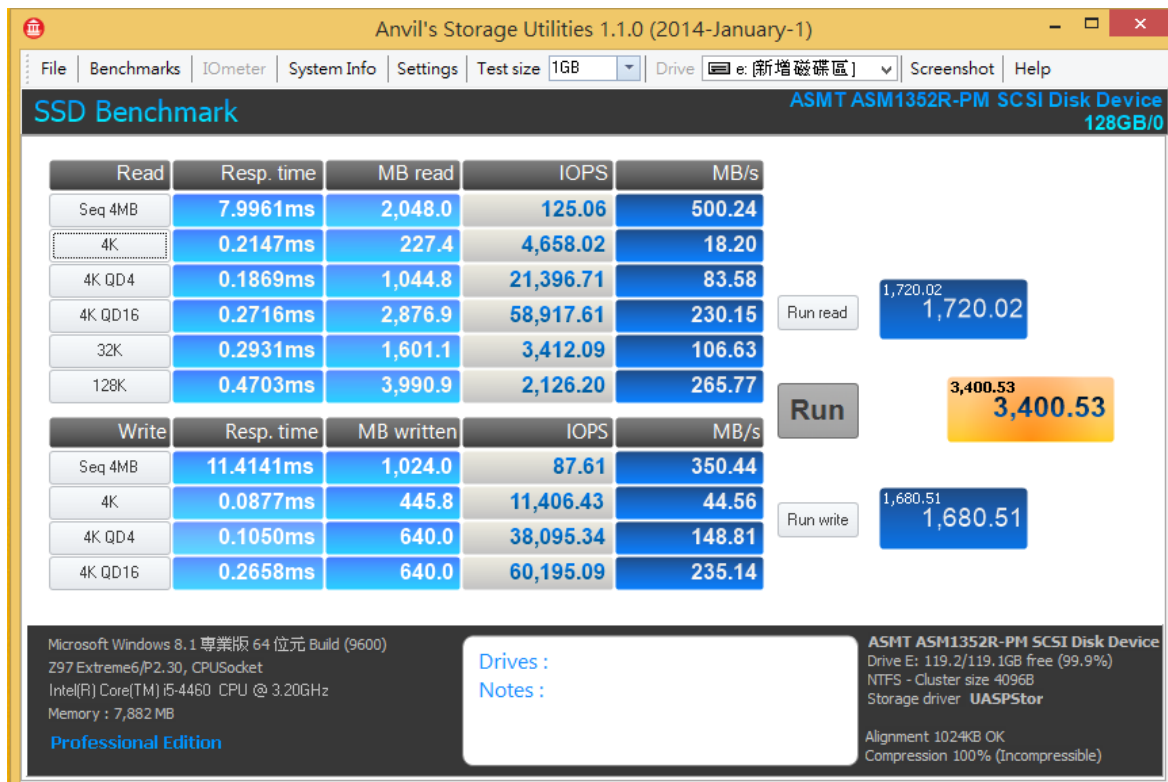 Anvil's Storage Utilities 1.1.0 (2014-January-1)
File Benchmarks IOmeter System Info Settings Test size 1GB Drive e: [新增磁碟區] Screenshot Help
SSD Benchmark
ASMT ASM1352R-PM SCSI Disk Device
128GB/0
Read Resp. time MB read IOPS MB/s
Seq 4MB 7.9961ms 2,048.0 125.06 500.24
4K 0.2147ms 227.4 4,658.02 18.20
4K QD4 0.1869ms 1,044.8 21,396.71 83.58
4K QD16 0.2716ms 2,876.9 58,917.61 230.15
32K 0.2931ms 1,601.1 3,412.09 106.63
128K 0.4703ms 3,990.9 2,126.20 265.77
Run read
1,720.02
1,720.02
Run
3,400.53
3,400.53
Write Resp. time MB written IOPS MB/s
Seq 4MB 11.4141ms 1,024.0 87.61 350.44
4K 0.0877ms 445.8 11,406.43 44.56
4K QD4 0.1050ms 640.0 38,095.34 148.81
4K QD16 0.2658ms 640.0 60,195.09 235.14
Run write
1,680.51
1,680.51
Microsoft Windows 8.1 專業版 64 位元 Build (9600)
Z97 Extreme6/P2.30, CPUSocket
Intel(R) Core(TM) i5-4460 CPU @ 3.20GHz
Memory : 7,882 MB
Professional Edition
Drives :
Notes :
ASMT ASM1352R-PM SCSI Disk Device
Drive E: 119.2/119.1GB free (99.9%)
NTFS - Cluster size 4096B
Storage driver UASPStor
Alignment 1024KB OK
Compression 100% (Incompressible)